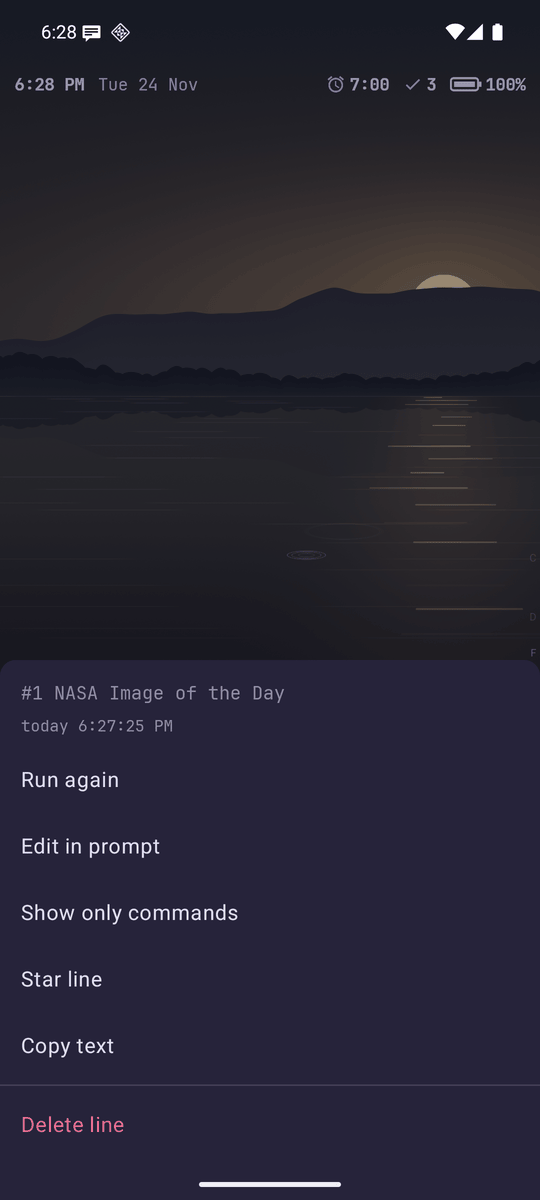 6:28
6:28 PM Tue 24 Nov 7:00 3 100%
C
D
F
#1 NASA Image of the Day
today 6:27:25 PM
Run again
Edit in prompt
Show only commands
Star line
Copy text
Delete line